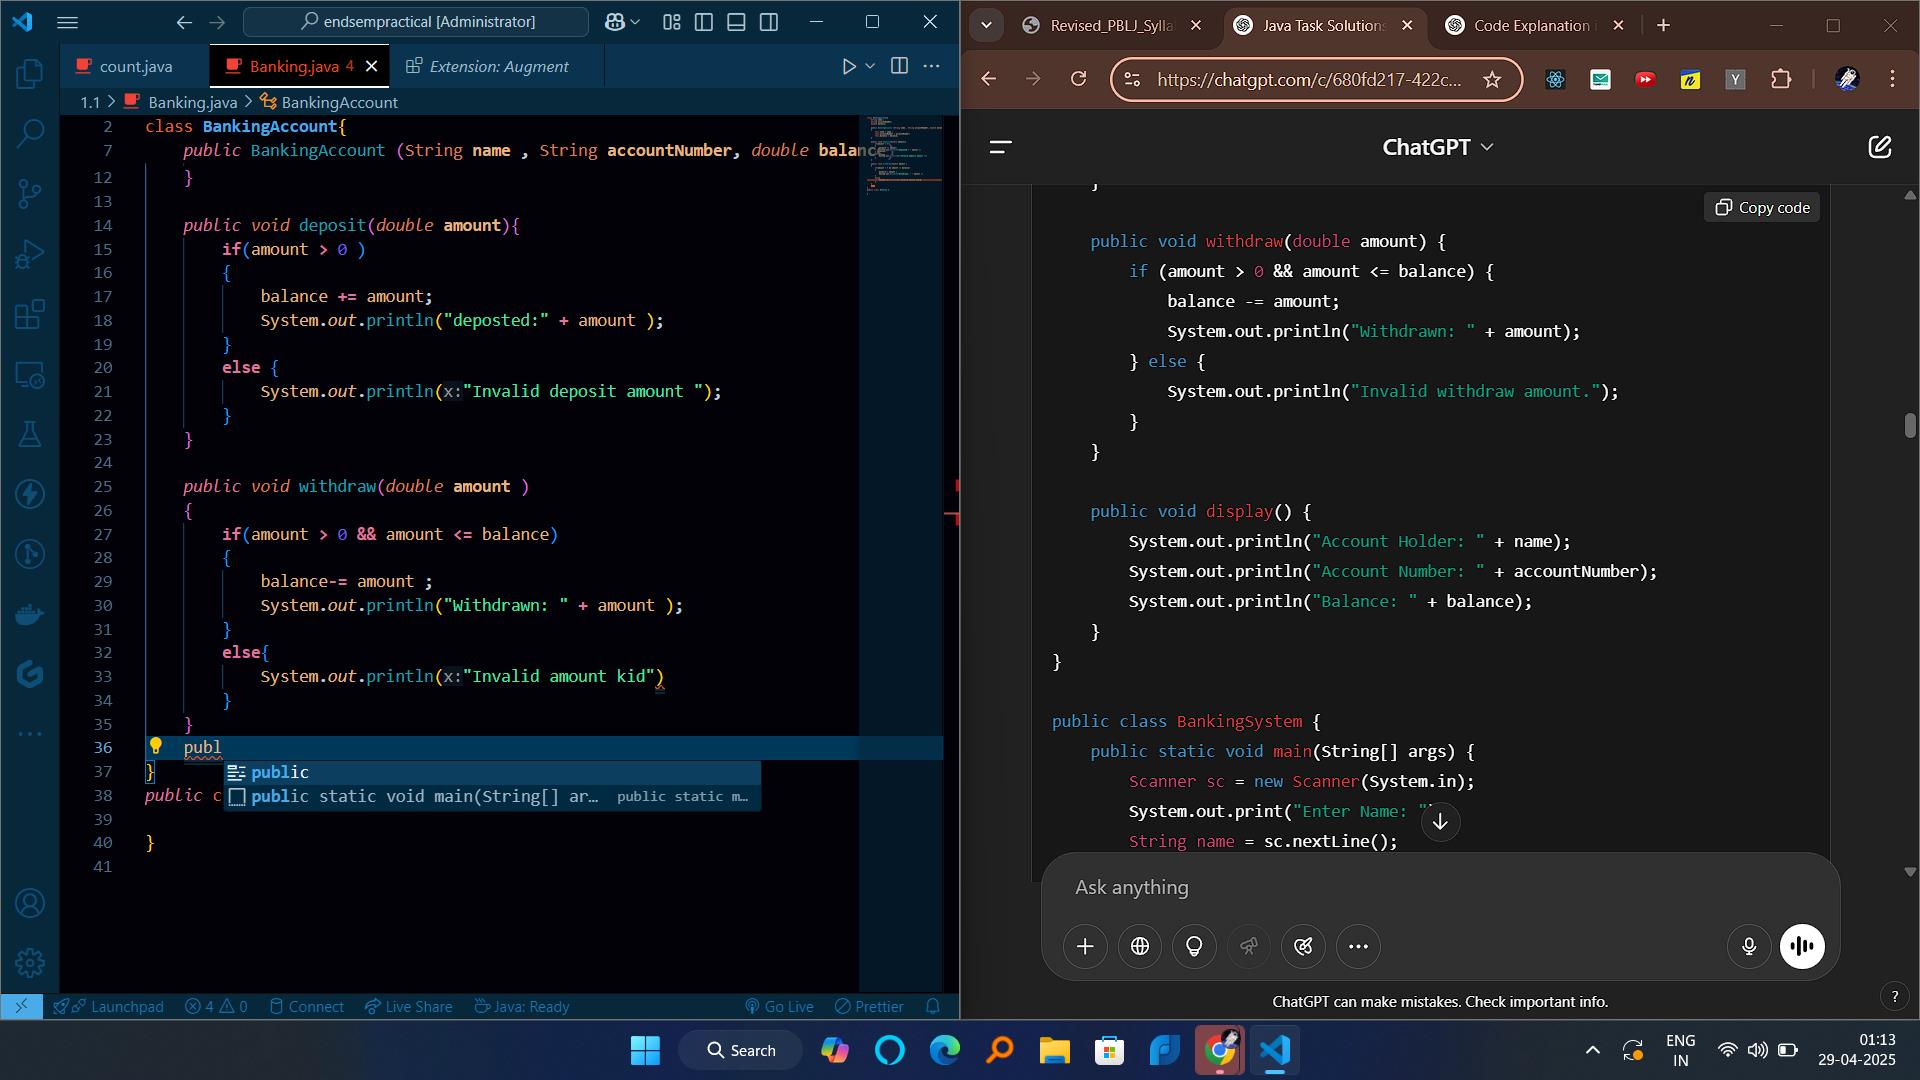 endsempractical [Administrator]
count.java
Banking.java 4
Extension: Augment
1.1 > Banking.java > BankingAccount
2 class BankingAccount{
7 public BankingAccount (String name , String accountNumber, double balance,
12 }
13
14 public void deposit(double amount){
15 if(amount > 0 )
16 {
17 balance += amount;
18 System.out.println("deposted:" + amount );
19 }
20 else {
21 System.out.println(x:"Invalid deposit amount ");
22 }
23 }
24
25 public void withdraw(double amount )
26 {
27 if(amount > 0 && amount <= balance)
28 {
29 balance-= amount ;
30 System.out.println("Withdrawn: " + amount );
31 }
32 else{
33 System.out.println(x:"Invalid amount kid")
34 }
35 }
36 publ
public
37 }
public static void main(String[] ar… public static m…
38 public c
39
40 }
41
Launchpad
4 0
Connect
Live Share
Java: Ready
Go Live
Prettier
Revised_PBLJ_Sylla
Java Task Solutions
Code Explanation
https://chatgpt.com/c/680fd217-422c...
Y
ChatGPT
}
Copy code
public void withdraw(double amount) {
if (amount > 0 && amount <= balance) {
balance -= amount;
System.out.println("Withdrawn: " + amount);
} else {
System.out.println("Invalid withdraw amount.");
}
}
public void display() {
System.out.println("Account Holder: " + name);
System.out.println("Account Number: " + accountNumber);
System.out.println("Balance: " + balance);
}
}
public class BankingSystem {
public static void main(String[] args) {
Scanner sc = new Scanner(System.in);
System.out.print("Enter Name: "
String name = sc.nextLine();
Ask anything
ChatGPT can make mistakes. Check important info.
?
Search
ENG
IN
01:13
29-04-2025